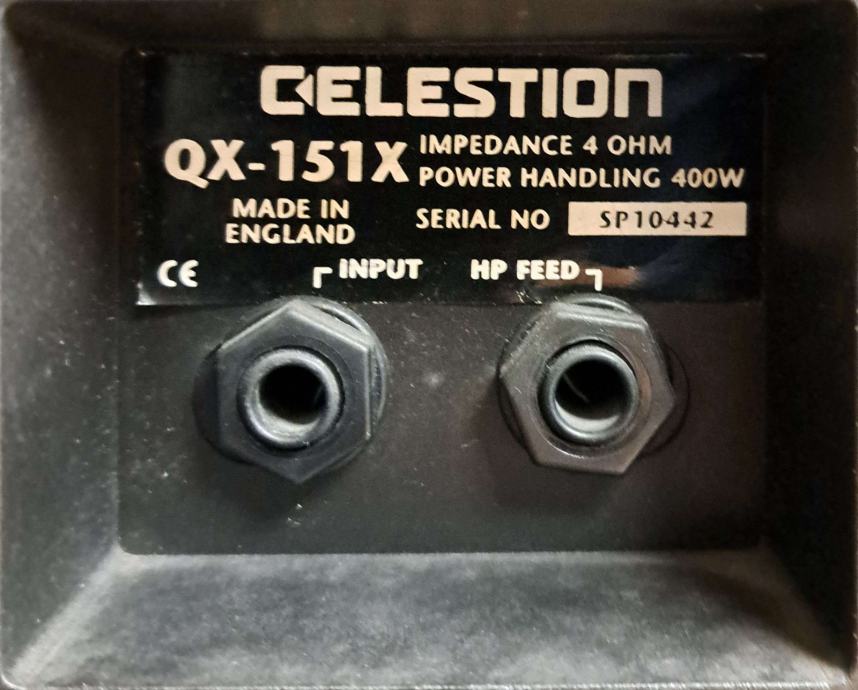 CELESTION
QX-151X
IMPEDANCE 4 OHM
POWER HANDLING 400W
MADE IN
ENGLAND
SERIAL NO SP10442
CE INPUT HP FEED